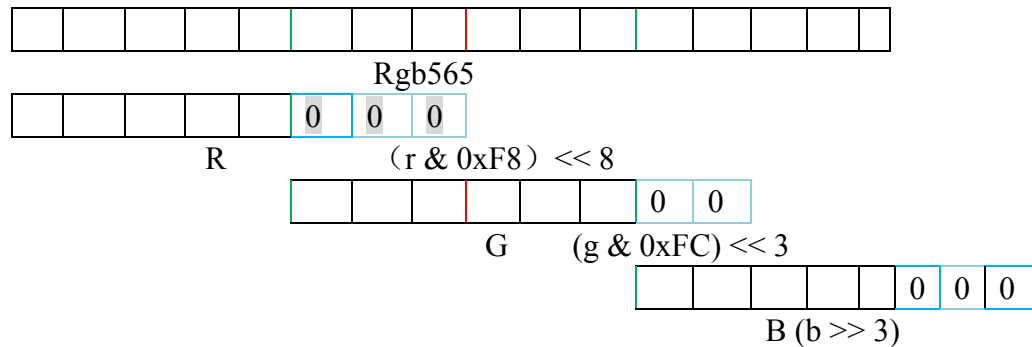 Rgb565
0 0 0
R （r & 0xF8） << 8
0 0
G (g & 0xFC) << 3
0 0 0
B (b >> 3)